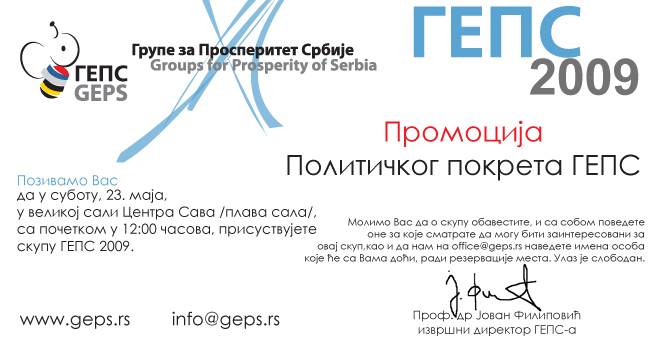 ГЕПС
GEPS
Групе за Просперитет Србије
Groups for Prosperity of Serbia
ГЕПС
2009
Промоција
Политичког покрета ГЕПС
Позивамо Вас
да у суботу, 23. маја,
у великој сали Центра Сава /плава сала/,
са почетком у 12:00 часова, присуствујете
скупу ГЕПС 2009.
Молимо Вас да о скупу обавестите, и са собом поведете
оне за које сматрате да могу бити заинтересовани за
овај скуп,као и да нам на office@geps.rs наведете имена особа
које ће са Вама доћи, ради резервације места. Улаз је слободан.
Проф. др Јован Филиповић
извршни директор ГЕПС-а
www.geps.rs
info@geps.rs